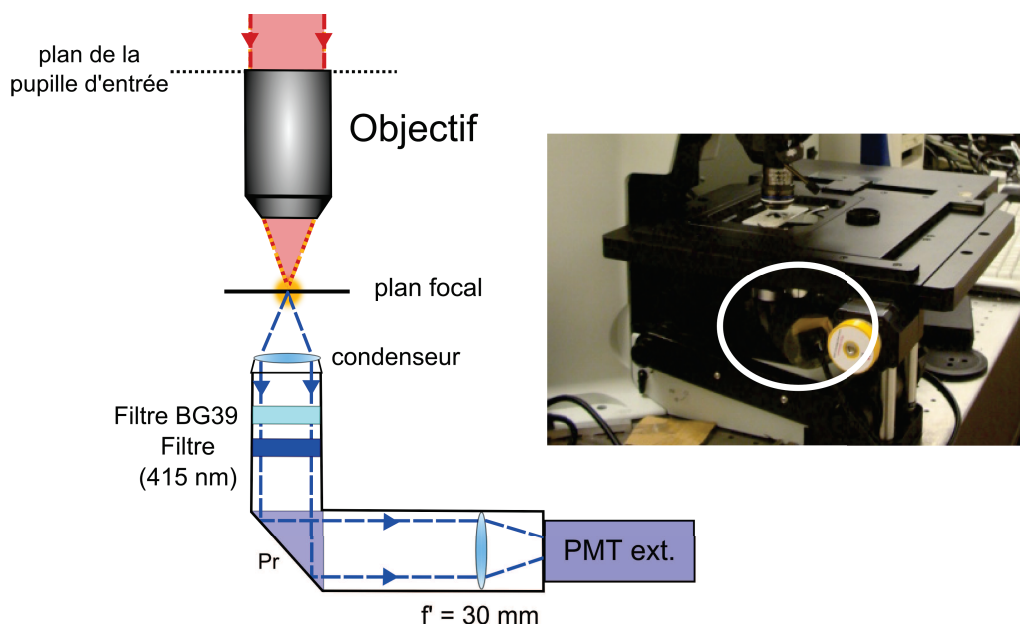 plan de la
pupille d'entrée
Objectif
plan focal
condenseur
Filtre BG39
Filtre
(415 nm)
Pr
PMT ext.
f' = 30 mm